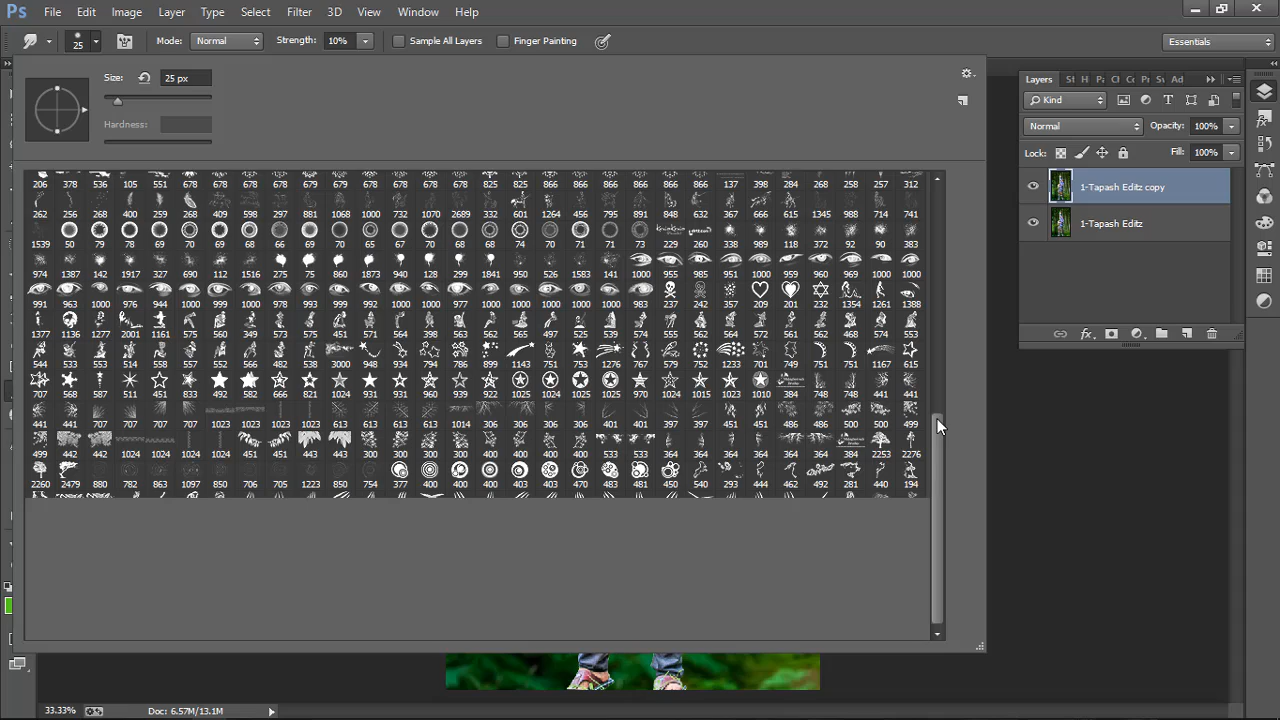 Ps File Edit Image Layer Type Select Filter 3D View Window Help
25 Mode: Normal Strength: 10% Sample All Layers Finger Painting Essentials
Size: 25 px
Hardness:
Layers
Kind
Normal Opacity: 100%
Lock: Fill: 100%
1-Tapash Editz copy
1-Tapash Editz
206 378 536 105 551 678 678 678 678 679 679 678 678 678 825 825 866 866 866 866 866 866 866 137 398 284 268 258 257 312
262 256 268 400 259 268 409 598 297 881 1068 1000 732 1070 2689 332 601 1264 456 795 891 848 632 367 666 615 1345 988 714 741
1539 50 79 78 69 70 68 68 66 69 70 65 69 70 68 68 74 70 71 71 73 229 260 338 989 118 372 92 90 383
974 1387 142 1917 327 690 112 1516 275 75 860 1873 940 128 299 1841 950 526 1583 141 1000 955 985 951 1000 959 960 969 1000 1000
991 963 1000 976 944 1000 999 1000 978 993 999 992 1000 1000 977 1000 1000 1000 1000 983 237 242 357 209 201 232 1354 1261 1388
1377 1136 1277 2001 1161 575 560 349 573 575 451 571 564 398 563 562 565 497 525 539 574 555 562 564 572 561 562 468 574 553
544 533 553 514 558 536 482 529 3000 948 934 794 786 899 1143 751 753 1276 767 752 582 1233 701 615 748 751 1167 615
707 568 587 511 451 833 492 582 666 821 1024 931 931 960 939 922 1025 1024 1025 1025 970 1024 1015 1023 1010 384 748 441 441
441 707 707 707 707 1023 1023 1023 1023 613 613 613 613 1014 306 306 306 306 401 401 397 397 451 451 486 486 500 500 499
499 442 442 1024 1024 1024 451 451 443 443 300 300 300 300 300 300 300 533 533 364 364 364 364 364 384 2253 2276
2260 2479 880 782 863 1097 850 706 705 1223 850 754 377 400 400 400 403 403 470 483 481 450 540 293 444 462 492 281 440 194
33.33% Doc: 6.57M/13.1M